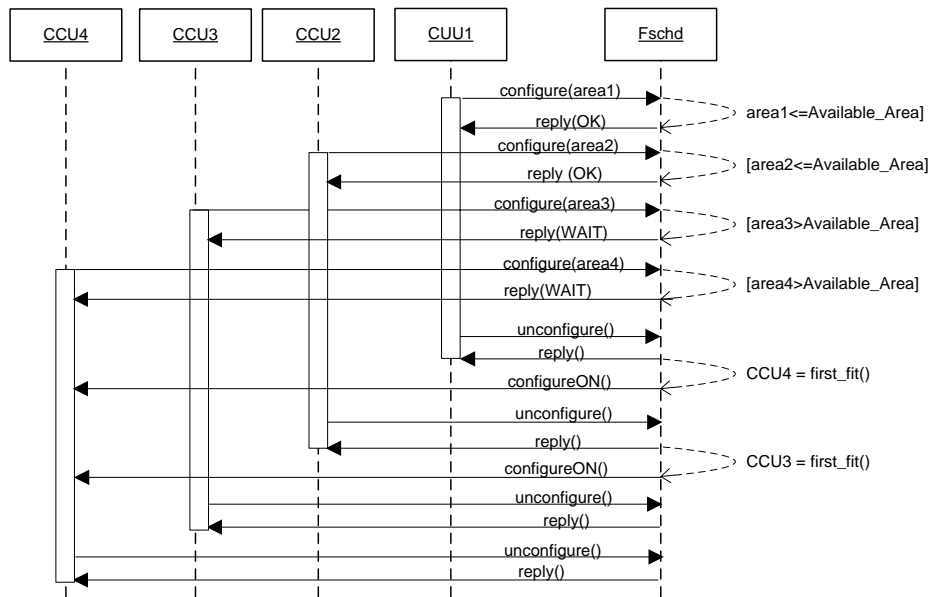 CCU4
CCU3
CCU2
CUU1
Fschd
configure(area1)
area1<=Available_Area]
reply(OK)
configure(area2)
[area2<=Available_Area]
reply (OK)
configure(area3)
[area3>Available_Area]
reply(WAIT)
configure(area4)
[area4>Available_Area]
reply(WAIT)
unconfigure()
reply()
CCU4 = first_fit()
configureON()
unconfigure()
reply()
CCU3 = first_fit()
configureON()
unconfigure()
reply()
unconfigure()
reply()